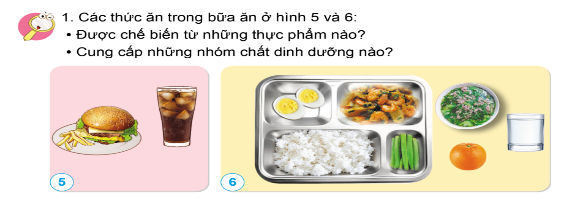 1. Các thức ăn trong bữa ăn ở hình 5 và 6:
• Được chế biến từ những thực phẩm nào?
• Cung cấp những nhóm chất dinh dưỡng nào?
5
6